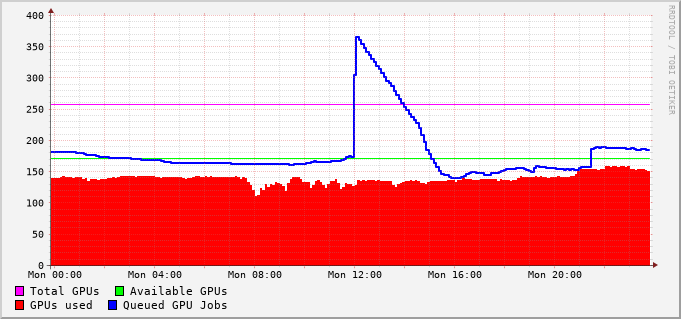 400
350
300
250
200
150
100
50
0
Mon 00:00 Mon 04:00 Mon 08:00 Mon 12:00 Mon 16:00 Mon 20:00
Total GPUs Available GPUs
GPUs used Queued GPU Jobs
RRDTOOL / TOBI OETIKER